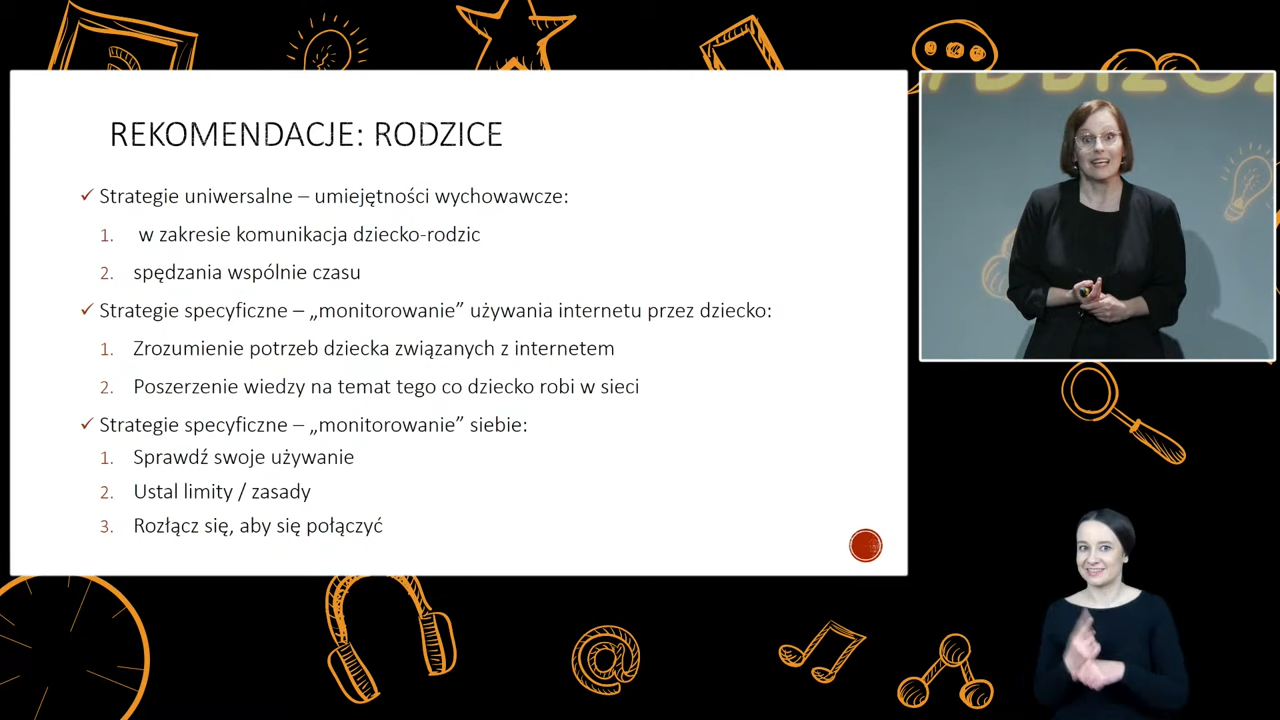 REKOMENDACJE: RODZICE
✓ Strategie uniwersalne – umiejętności wychowawcze:
1. w zakresie komunikacja dziecko-rodzic
2. spędzania wspólnie czasu
✓ Strategie specyficzne – „monitorowanie” używania internetu przez dziecko:
1. Zrozumienie potrzeb dziecka związanych z internetem
2. Poszerzenie wiedzy na temat tego co dziecko robi w sieci
✓ Strategie specyficzne – „monitorowanie” siebie:
1. Sprawdź swoje używanie
2. Ustal limity / zasady
3. Rozłącz się, aby się połączyć